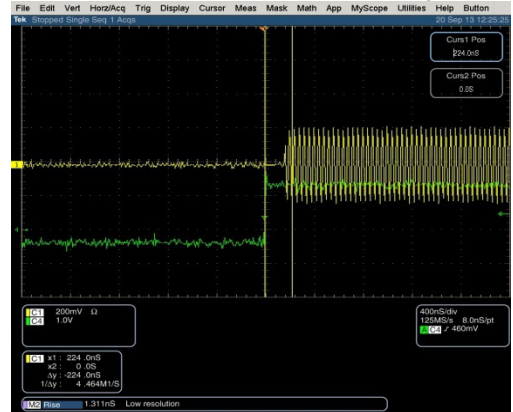 File Edit Vert Horz/Acq Trig Display Cursor Meas Mask Math App MyScope Utilities Help Button
Tek Stopped Single Seq 1 Acqs 20 Sep 13 12:25:25
Curs1 Pos
224.0nS
Curs2 Pos
0.0S
1
C1 200mV Ω
C4 1.0V
400nS/div
125MS/s 8.0nS/pt
A C4 460mV
C1 x1 : 224 .0nS
x2 : 0 .0S
Δy : -224 .0nS
1/Δy : 4 .464M1/S
M2 Rise 1.311nS Low resolution